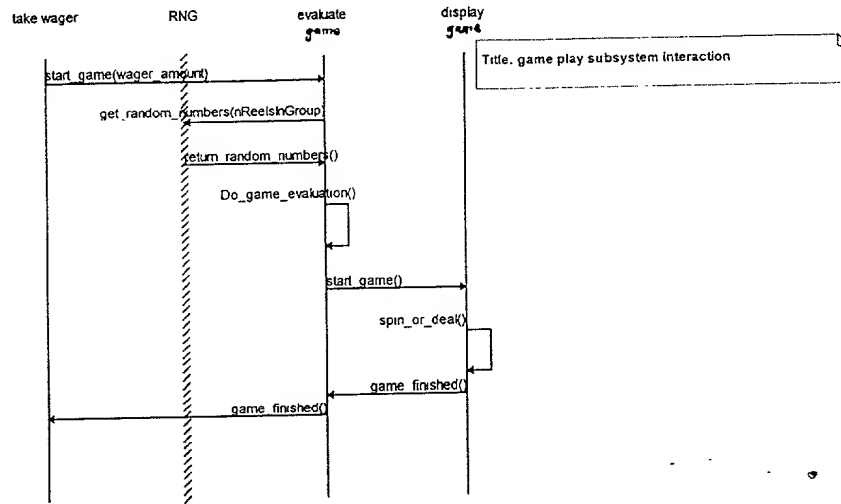 take wager
RNG
evaluate
game
display
game
Title. game play subsystem interaction
start_game(wager_amount)
get_random_numbers(nReelsInGroup)
return_random_numbers()
Do_game_evaluation()
start_game()
spin_or_deal()
game_finished()
game_finished()